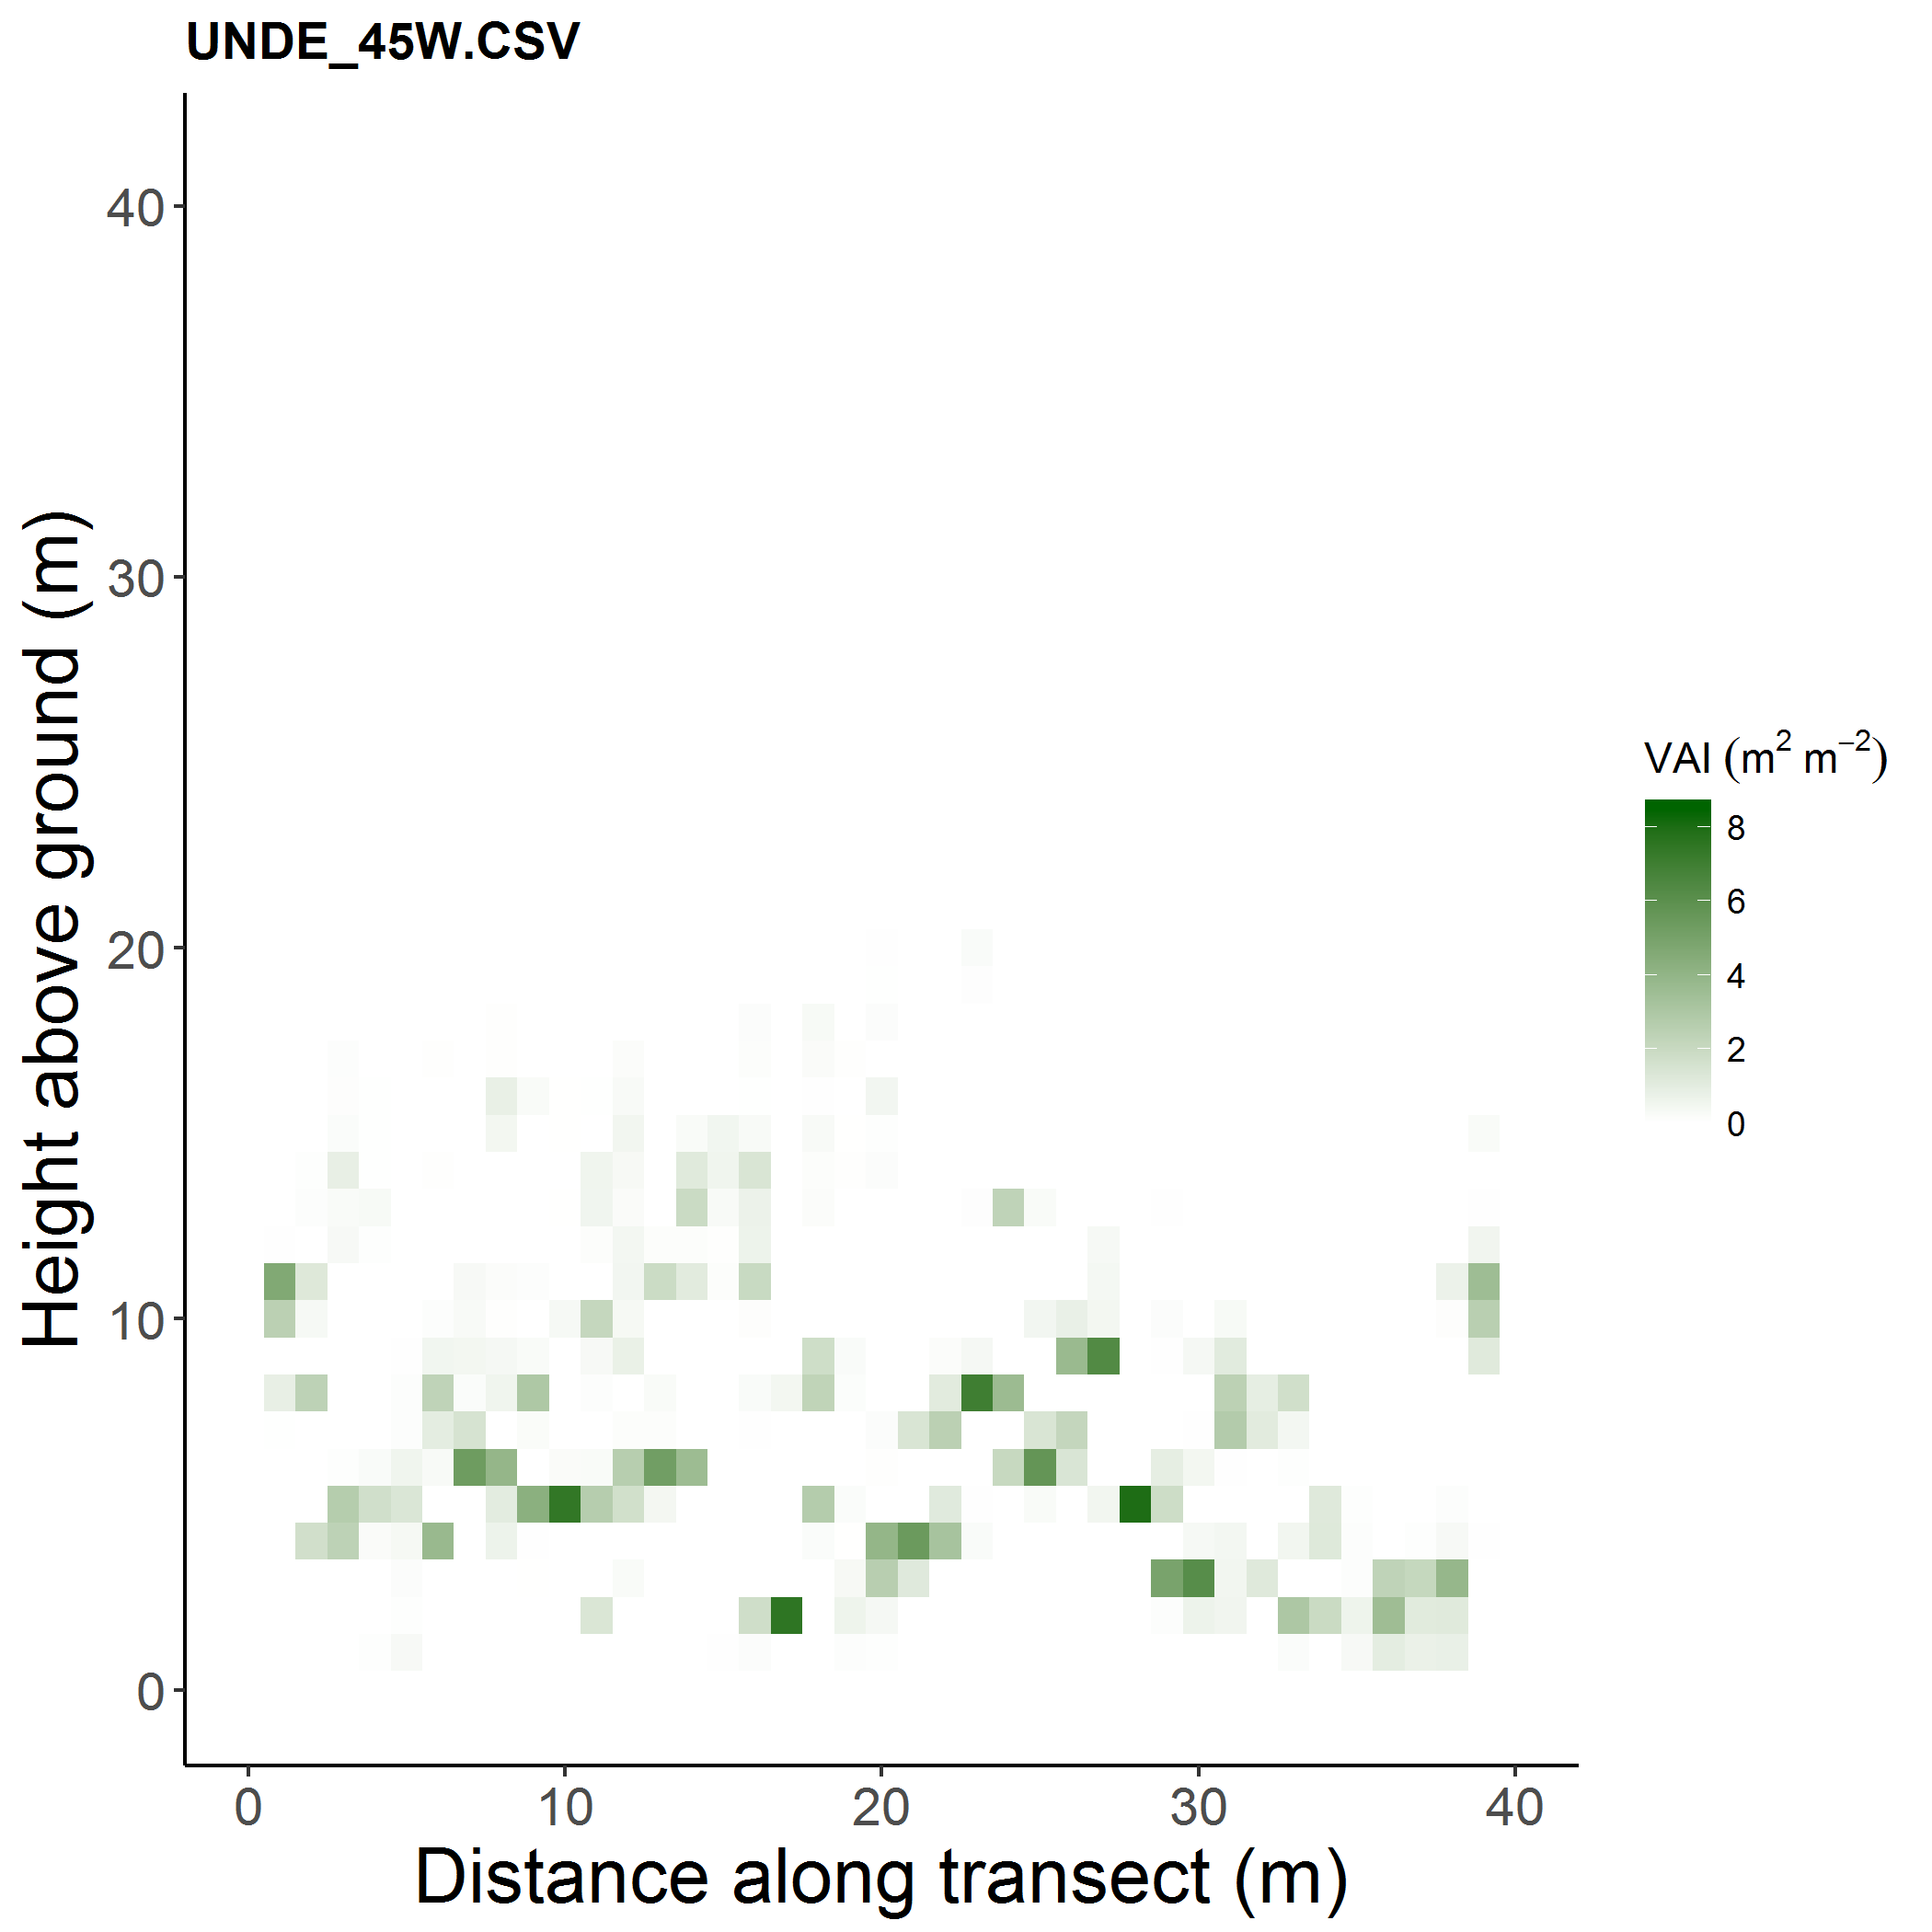 UNDE_45W.CSV
40
30
20
10
0
Height above ground (m)
0 10 20 30 40
Distance along transect (m)
VAI (m² m⁻²)
8
6
4
2
0